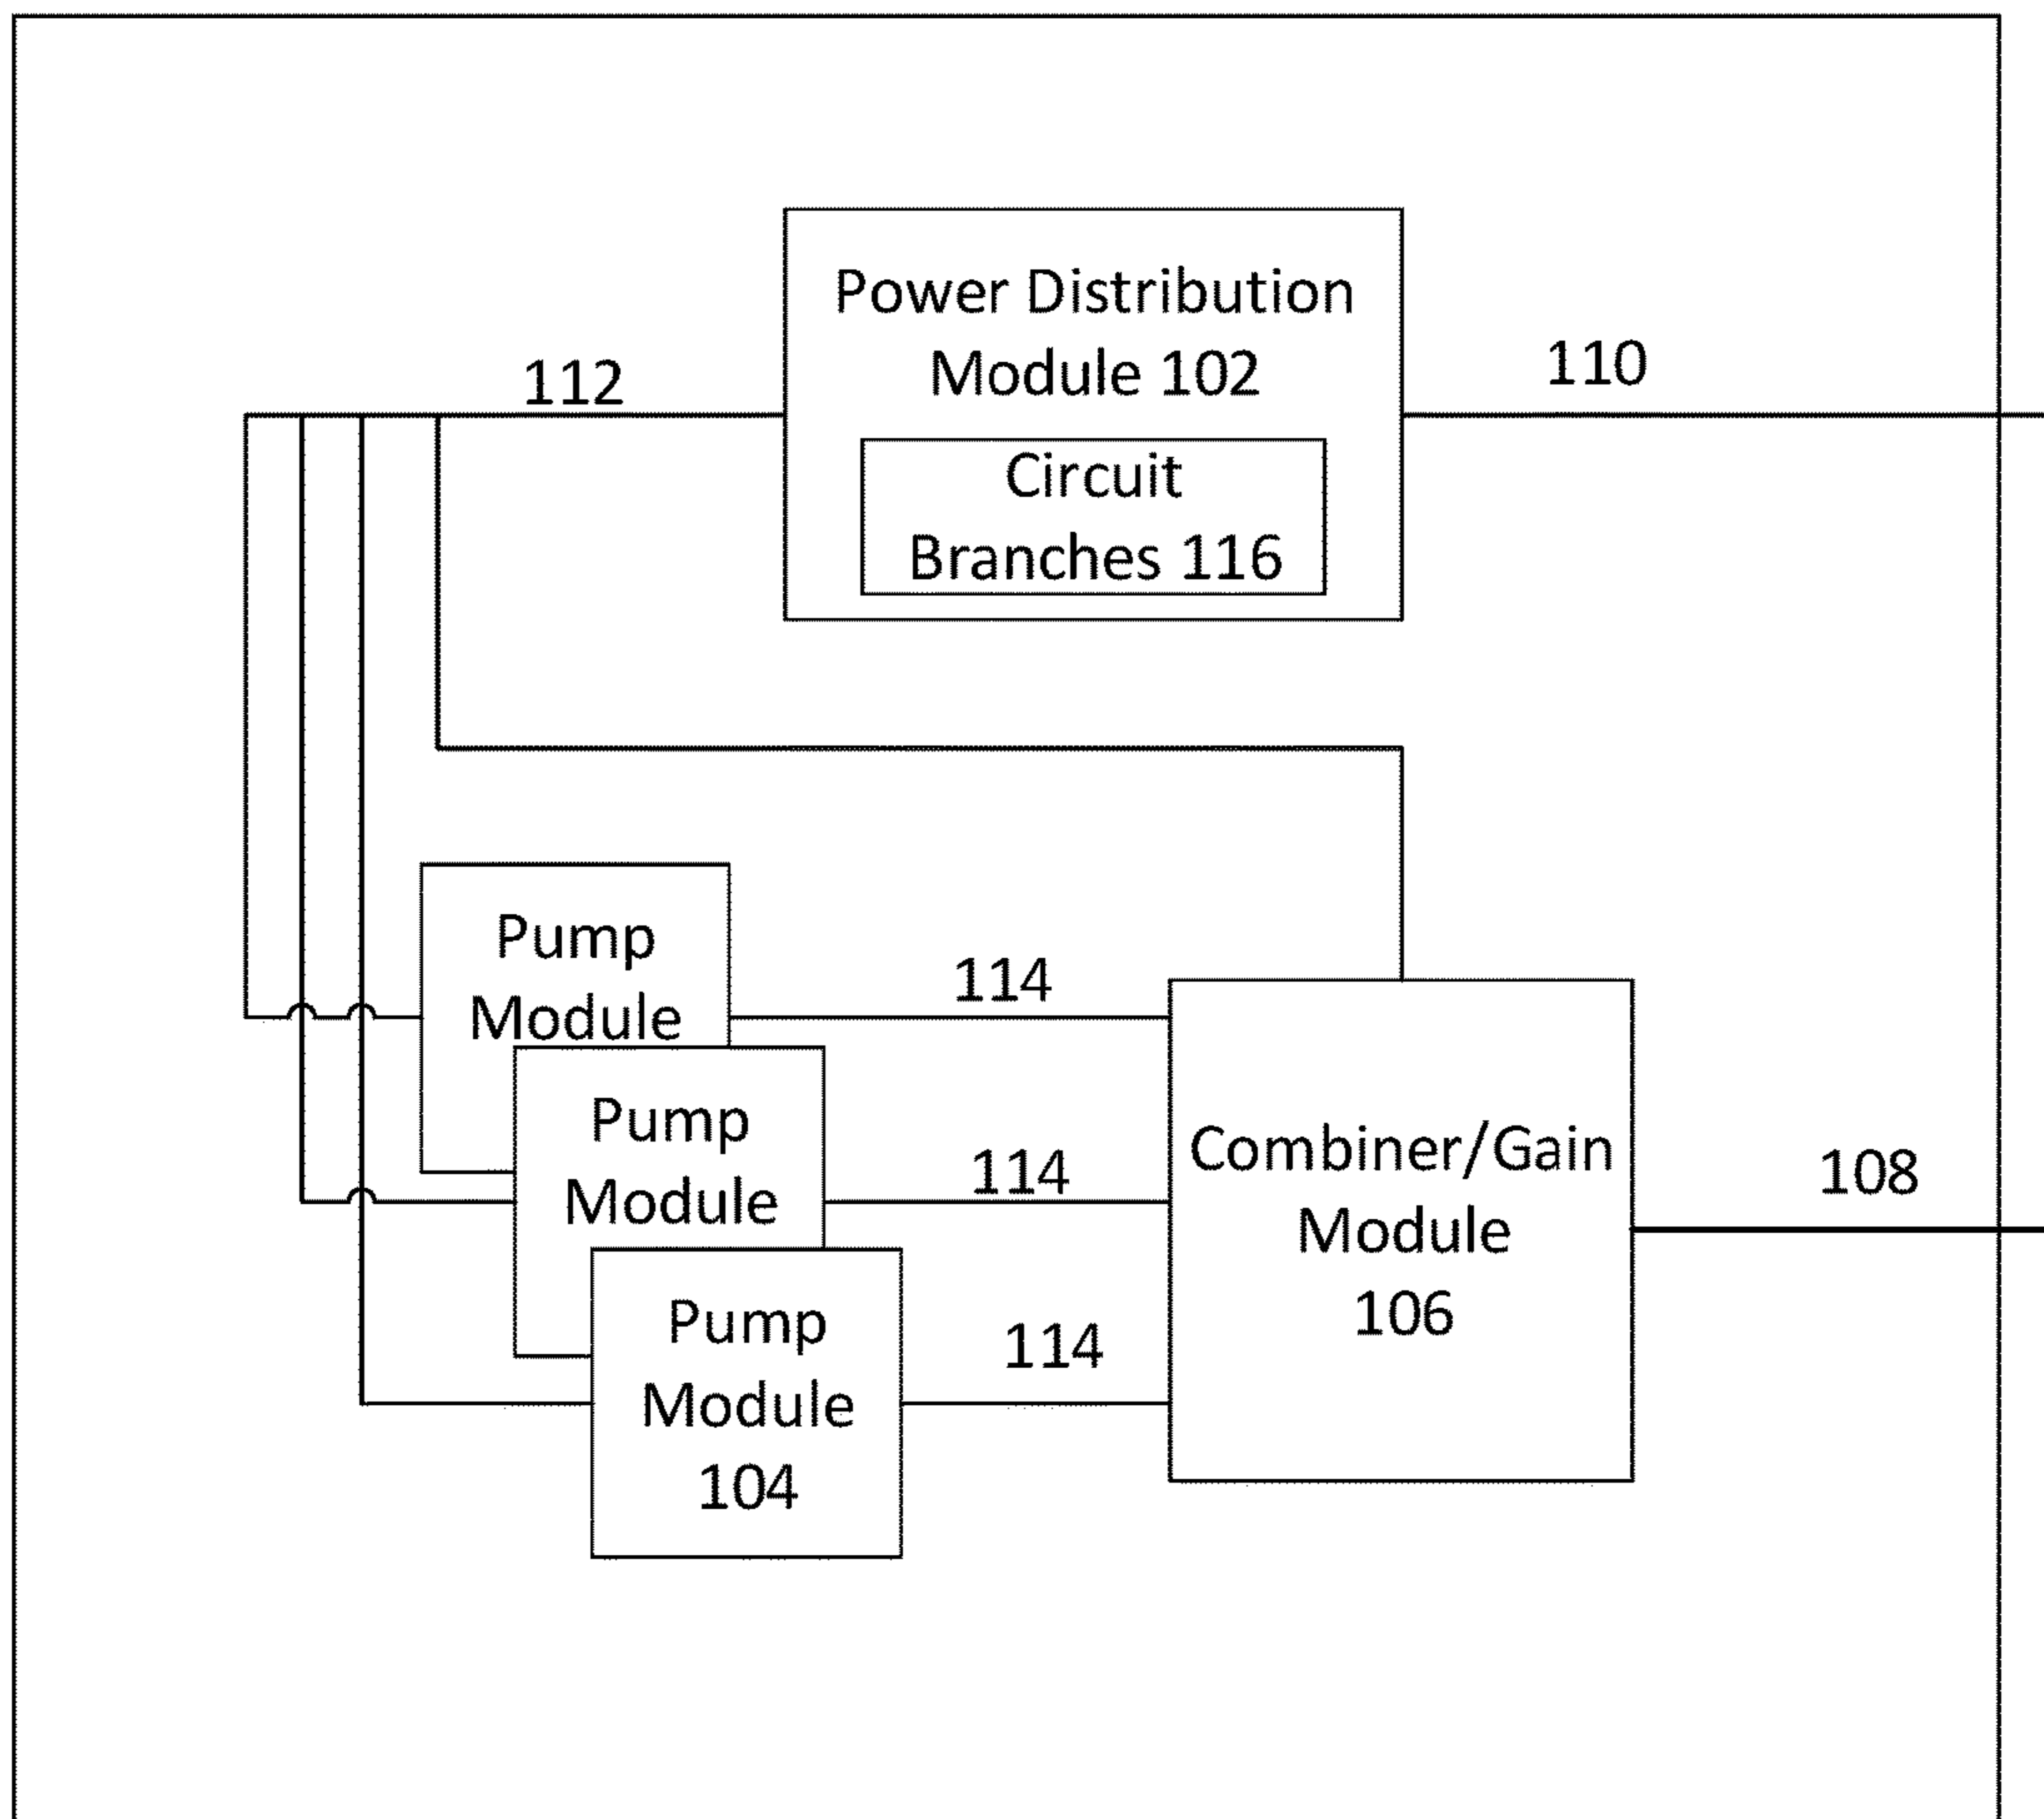 Power Distribution
Module 102
110
112
Circuit
Branches 116
Pump
Module
114
Pump
Module
114
Combiner/Gain
Module
106
108
Pump
Module
104
114